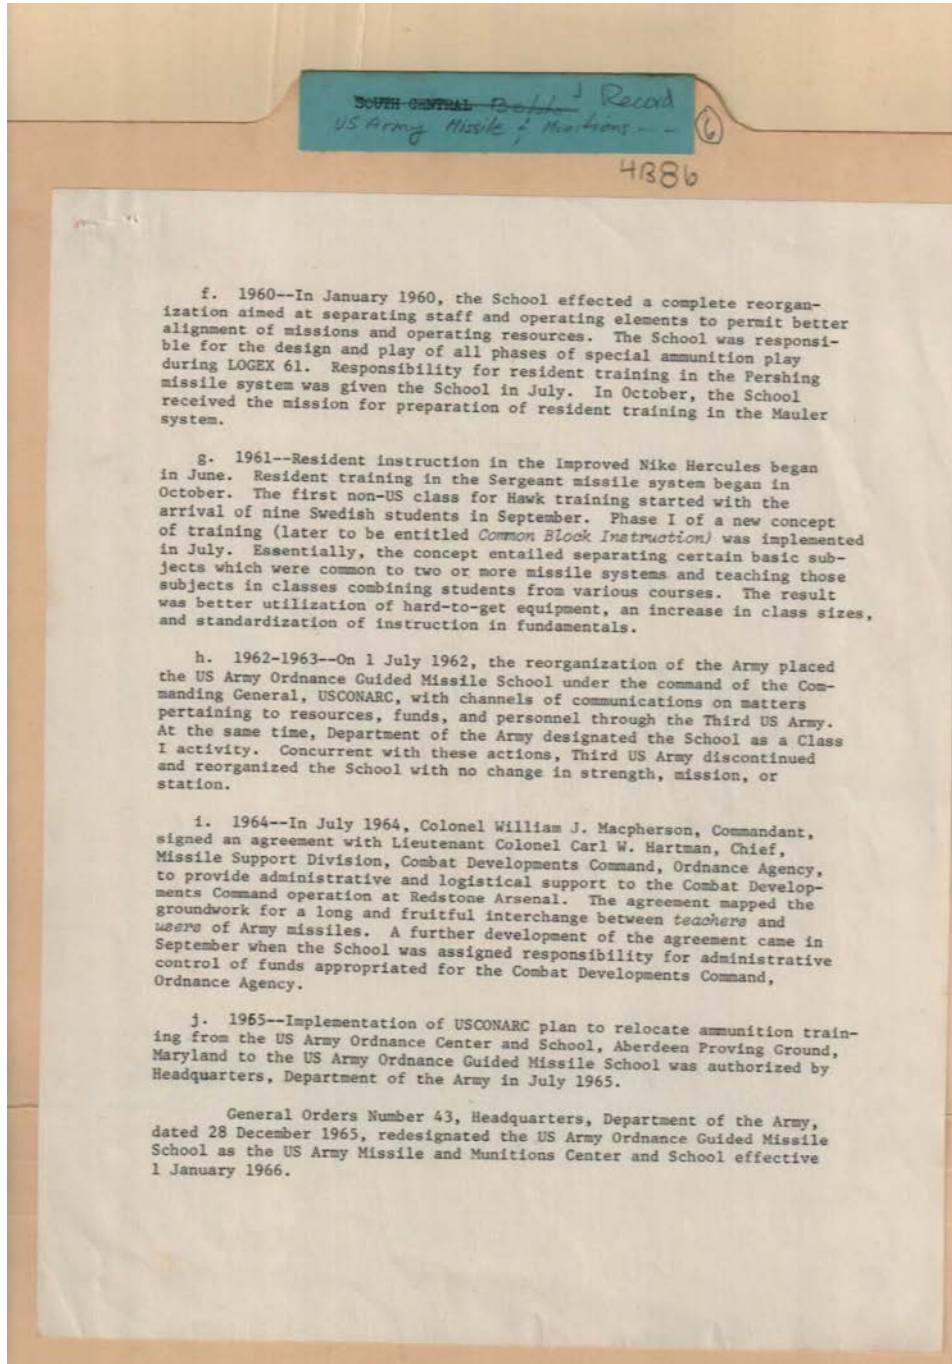 SOUTH CENTRAL Record
US Army Missile & Munitions - -
6
4B86
f. 1960--In January 1960, the School effected a complete reorgan-
ization aimed at separating staff and operating elements to permit better
alignment of missions and operating resources. The School was responsi-
ble for the design and play of all phases of special ammunition play
during LOGEX 61. Responsibility for resident training in the Pershing
missile system was given the School in July. In October, the School
received the mission for preparation of resident training in the Mauler
system.
g. 1961--Resident instruction in the Improved Nike Hercules began
in June. Resident training in the Sergeant missile system began in
October. The first non-US class for Hawk training started with the
arrival of nine Swedish students in September. Phase I of a new concept
of training (later to be entitled Common Block Instruction) was implemented
in July. Essentially, the concept entailed separating certain basic sub-
jects which were common to two or more missile systems and teaching those
subjects in classes combining students from various courses. The result
was better utilization of hard-to-get equipment, an increase in class sizes,
and standardization of instruction in fundamentals.
h. 1962-1963--On 1 July 1962, the reorganization of the Army placed
the US Army Ordnance Guided Missile School under the command of the Com-
manding General, USCONARC, with channels of communications on matters
pertaining to resources, funds, and personnel through the Third US Army.
At the same time, Department of the Army designated the School as a Class
I activity. Concurrent with these actions, Third US Army discontinued
and reorganized the School with no change in strength, mission, or
station.
i. 1964--In July 1964, Colonel William J. Macpherson, Commandant,
signed an agreement with Lieutenant Colonel Carl W. Hartman, Chief,
Missile Support Division, Combat Developments Command, Ordnance Agency,
to provide administrative and logistical support to the Combat Develop-
ments Command operation at Redstone Arsenal. The agreement mapped the
groundwork for a long and fruitful interchange between teachers and
users of Army missiles. A further development of the agreement came in
September when the School was assigned responsibility for administrative
control of funds appropriated for the Combat Developments Command,
Ordnance Agency.
j. 1965--Implementation of USCONARC plan to relocate ammunition train-
ing from the US Army Ordnance Center and School, Aberdeen Proving Ground,
Maryland to the US Army Ordnance Guided Missile School was authorized by
Headquarters, Department of the Army in July 1965.
General Orders Number 43, Headquarters, Department of the Army,
dated 28 December 1965, redesignated the US Army Ordnance Guided Missile
School as the US Army Missile and Munitions Center and School effective
1 January 1966.